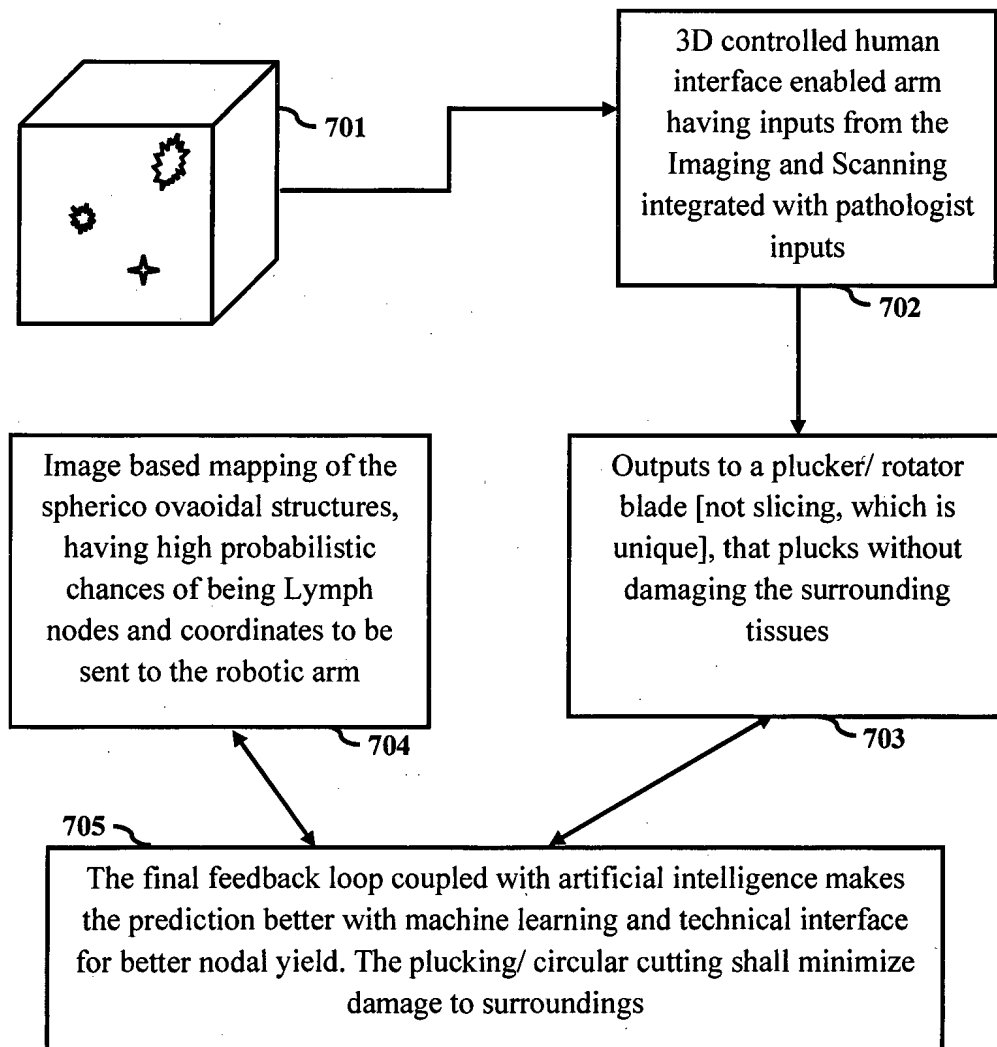 701
3D controlled human
interface enabled arm
having inputs from the
Imaging and Scanning
integrated with pathologist
inputs
702
Image based mapping of the
spherico ovaoidal structures,
having high probabilistic
chances of being Lymph
nodes and coordinates to be
sent to the robotic arm
704
Outputs to a plucker/ rotator
blade [not slicing, which is
unique], that plucks without
damaging the surrounding
tissues
703
705
The final feedback loop coupled with artificial intelligence makes
the prediction better with machine learning and technical interface
for better nodal yield. The plucking/ circular cutting shall minimize
damage to surroundings